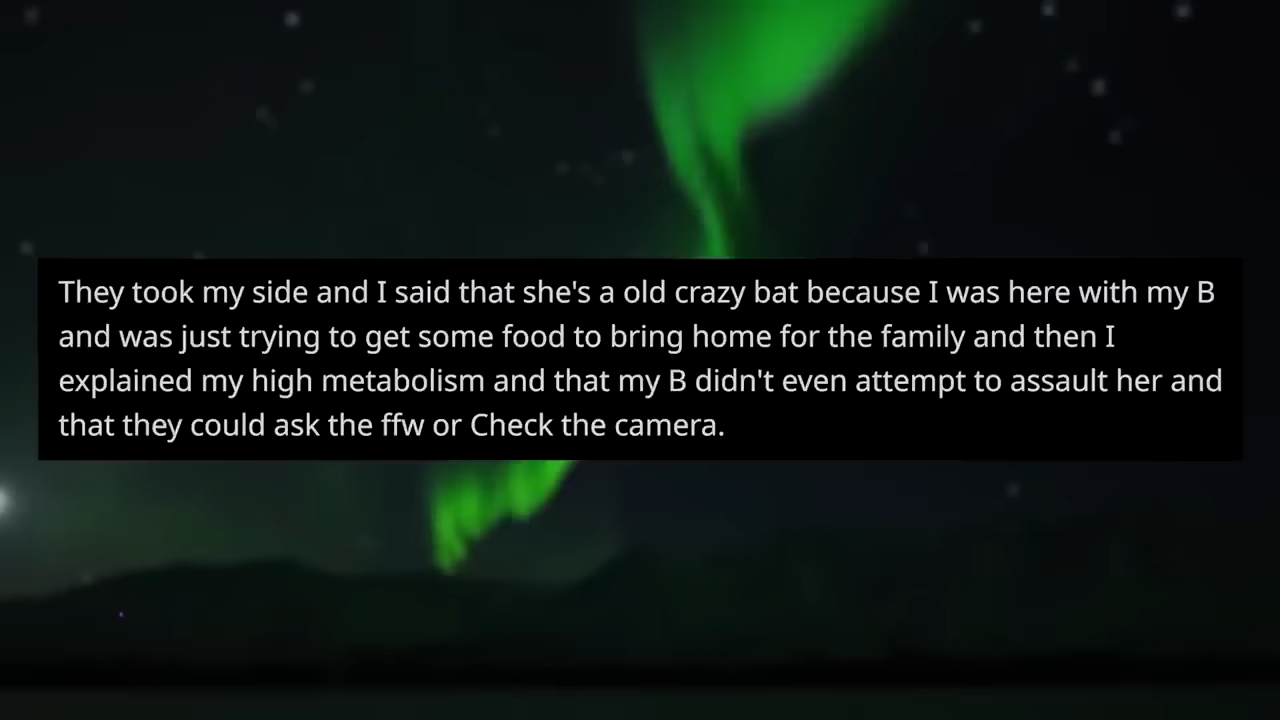 They took my side and I said that she's a old crazy bat because I was here with my B
and was just trying to get some food to bring home for the family and then I
explained my high metabolism and that my B didn't even attempt to assault her and
that they could ask the ffw or Check the camera.